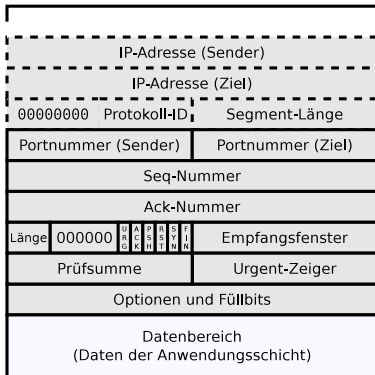 IP-Adresse (Sender)
IP-Adresse (Ziel)
00000000 Protokoll-ID Segment-Länge
Portnummer (Sender) Portnummer (Ziel)
Seq-Nummer
Ack-Nummer
Länge 000000 URG ACK PSH RST SYN FIN Empfangsfenster
Prüfsumme Urgent-Zeiger
Optionen und Füllbits
Datenbereich
(Daten der Anwendungsschicht)